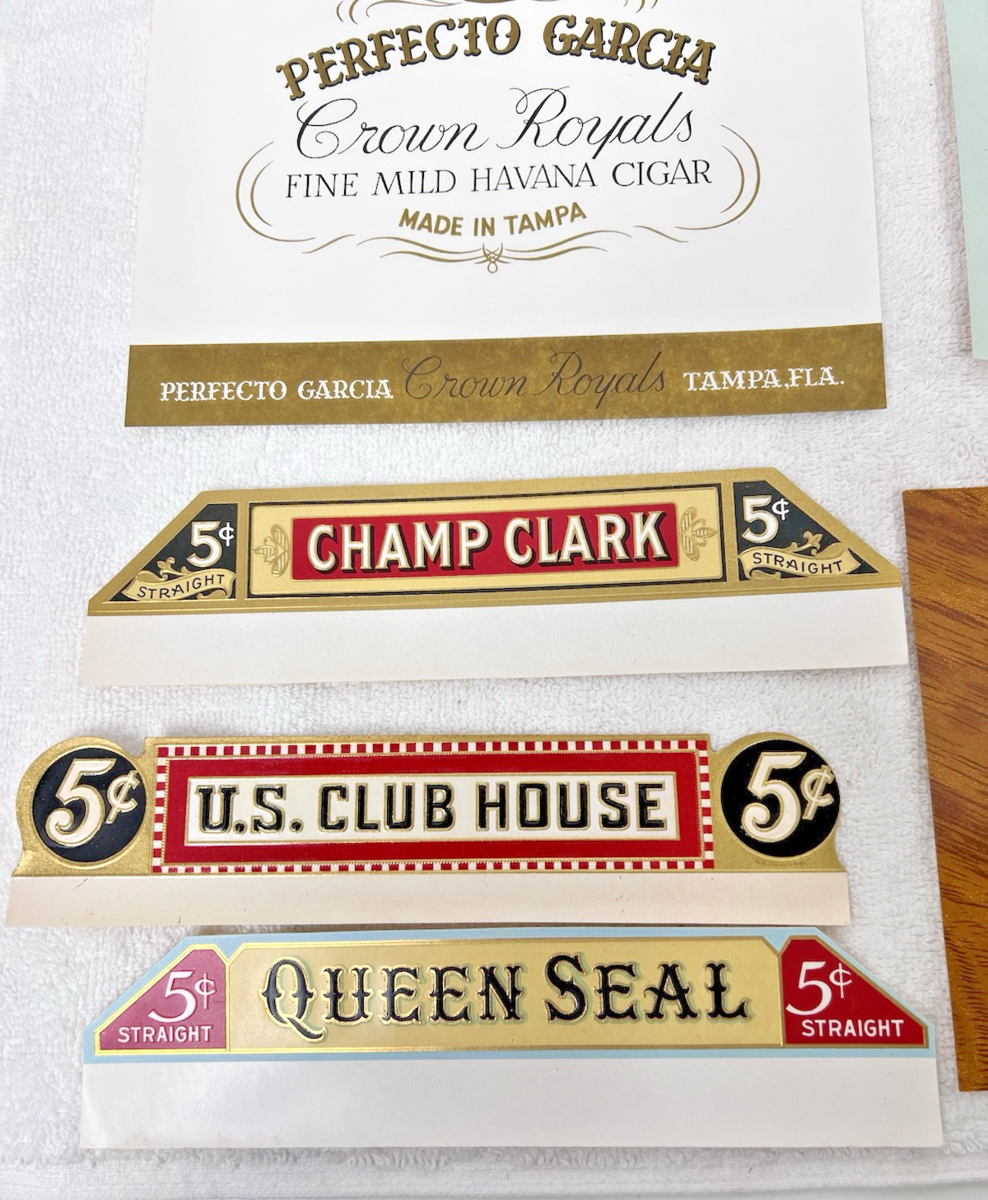 PERFECTO GARCIA
Crown Royals
FINE MILD HAVANA CIGAR
MADE IN TAMPA
PERFECTO GARCIA Crown Royals TAMPA, FLA.
5¢ STRAIGHT
CHAMP CLARK
5¢ STRAIGHT
5¢
U.S. CLUB HOUSE
5¢
5¢ STRAIGHT
QUEEN SEAL
5¢ STRAIGHT